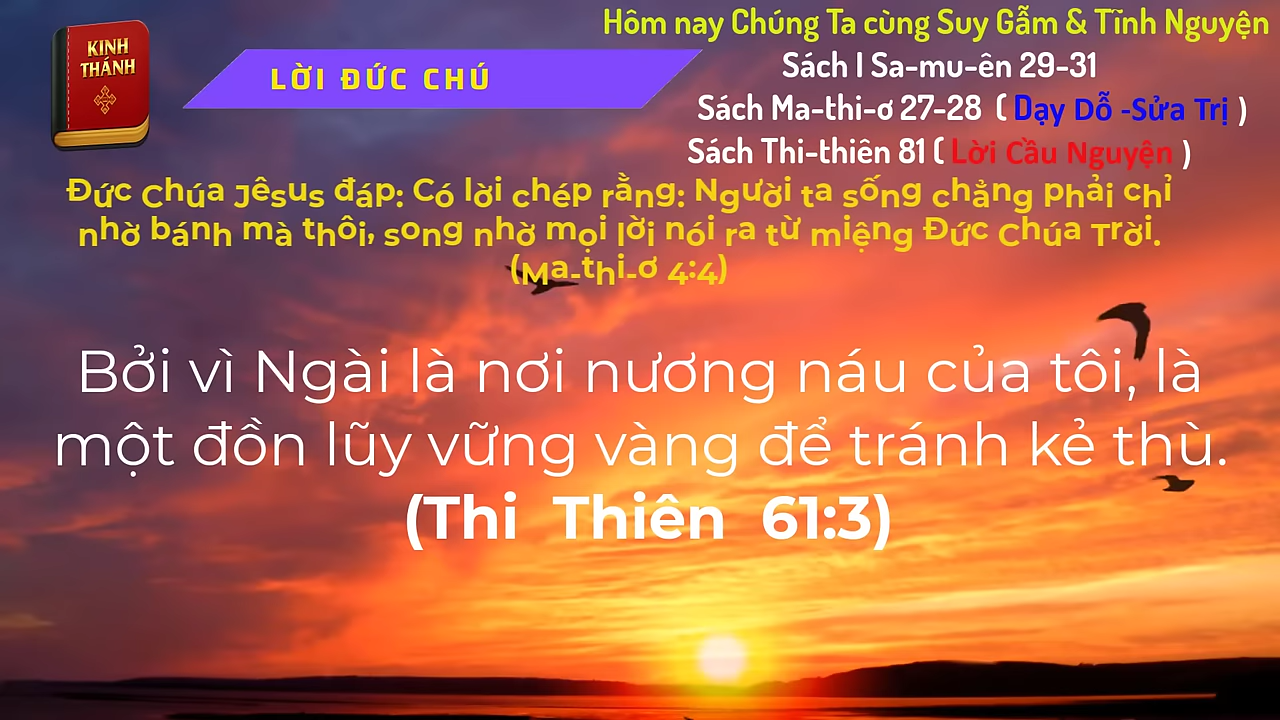 KINH
THÁNH
LỜI ĐỨC CHÚ
Hôm nay Chúng Ta cùng Suy Gẫm & Tĩnh Nguyện
Sách I Sa-mu-ên 29-31
Sách Ma-thi-ơ 27-28 ( Dạy Dỗ -Sửa Trị )
Sách Thi-thiên 81 ( Lời Cầu Nguyện )
Đức Chúa Jêsus đáp: Có lời chép rằng: Người ta sống chẳng phải chỉ
nhờ bánh mà thôi, song nhờ mọi lời nói ra từ miệng Đức Chúa Trời.
(Ma-thi-ơ 4:4)
Bởi vì Ngài là nơi nương náu của tôi, là
một đồn lũy vững vàng để tránh kẻ thù.
(Thi Thiên 61:3)